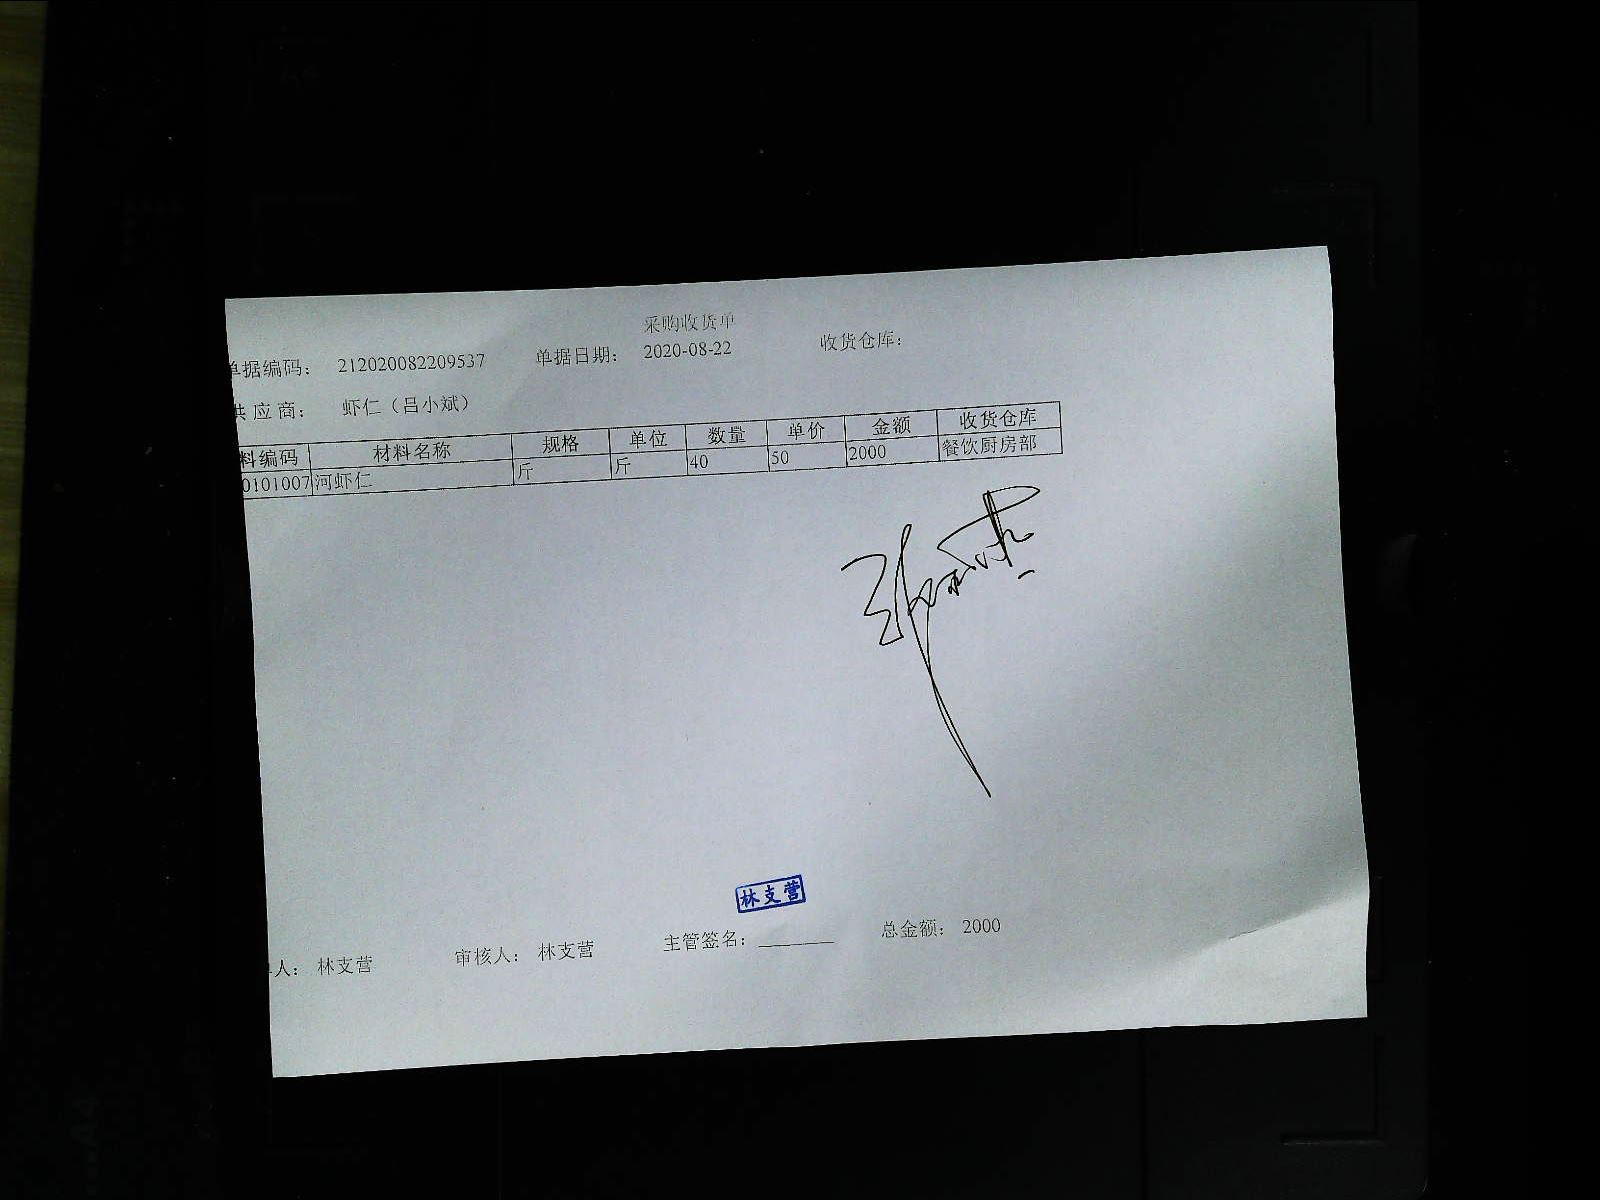 采购收货单
单据编码： 212020082209537 单据日期： 2020-08-22 收货仓库：
供应商： 虾仁（吕小斌）
料编码 材料名称 规格 单位 数量 单价 金额 收货仓库
0101007 河虾仁 斤 斤 40 50 2000 餐饮厨房部
林支营
人： 林支营 审核人： 林支营 主管签名： 总金额： 2000